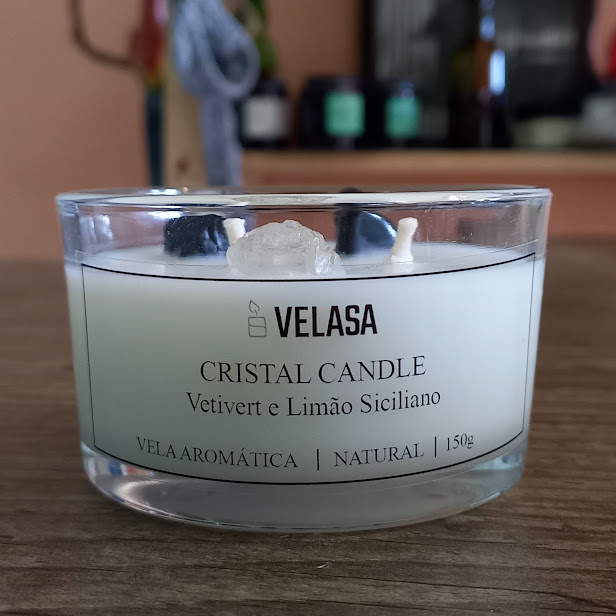 VELASA
CRISTAL CANDLE
Vetivert e Limão Siciliano
VELA AROMÁTICA | NATURAL | 150g